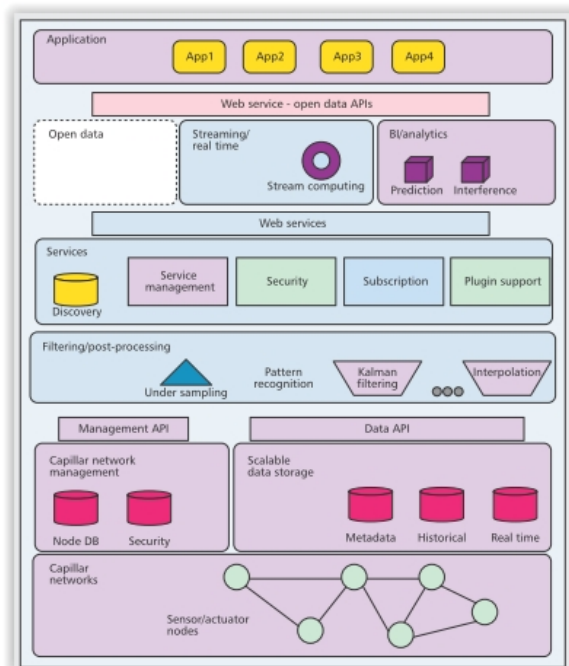 Application
App1
App2
App3
App4
Web service - open data APIs
Open data
Streaming/
real time
Stream computing
BI/analytics
Prediction
Interference
Web services
Services
Discovery
Service
management
Security
Subscription
Plugin support
Filtering/post-processing
Under sampling
Pattern
recognition
Kalman
filtering
Interpolation
Management API
Data API
Capillar network
management
Node DB
Security
Scalable
data storage
Metadata
Historical
Real time
Capillar
networks
Sensor/actuator
nodes